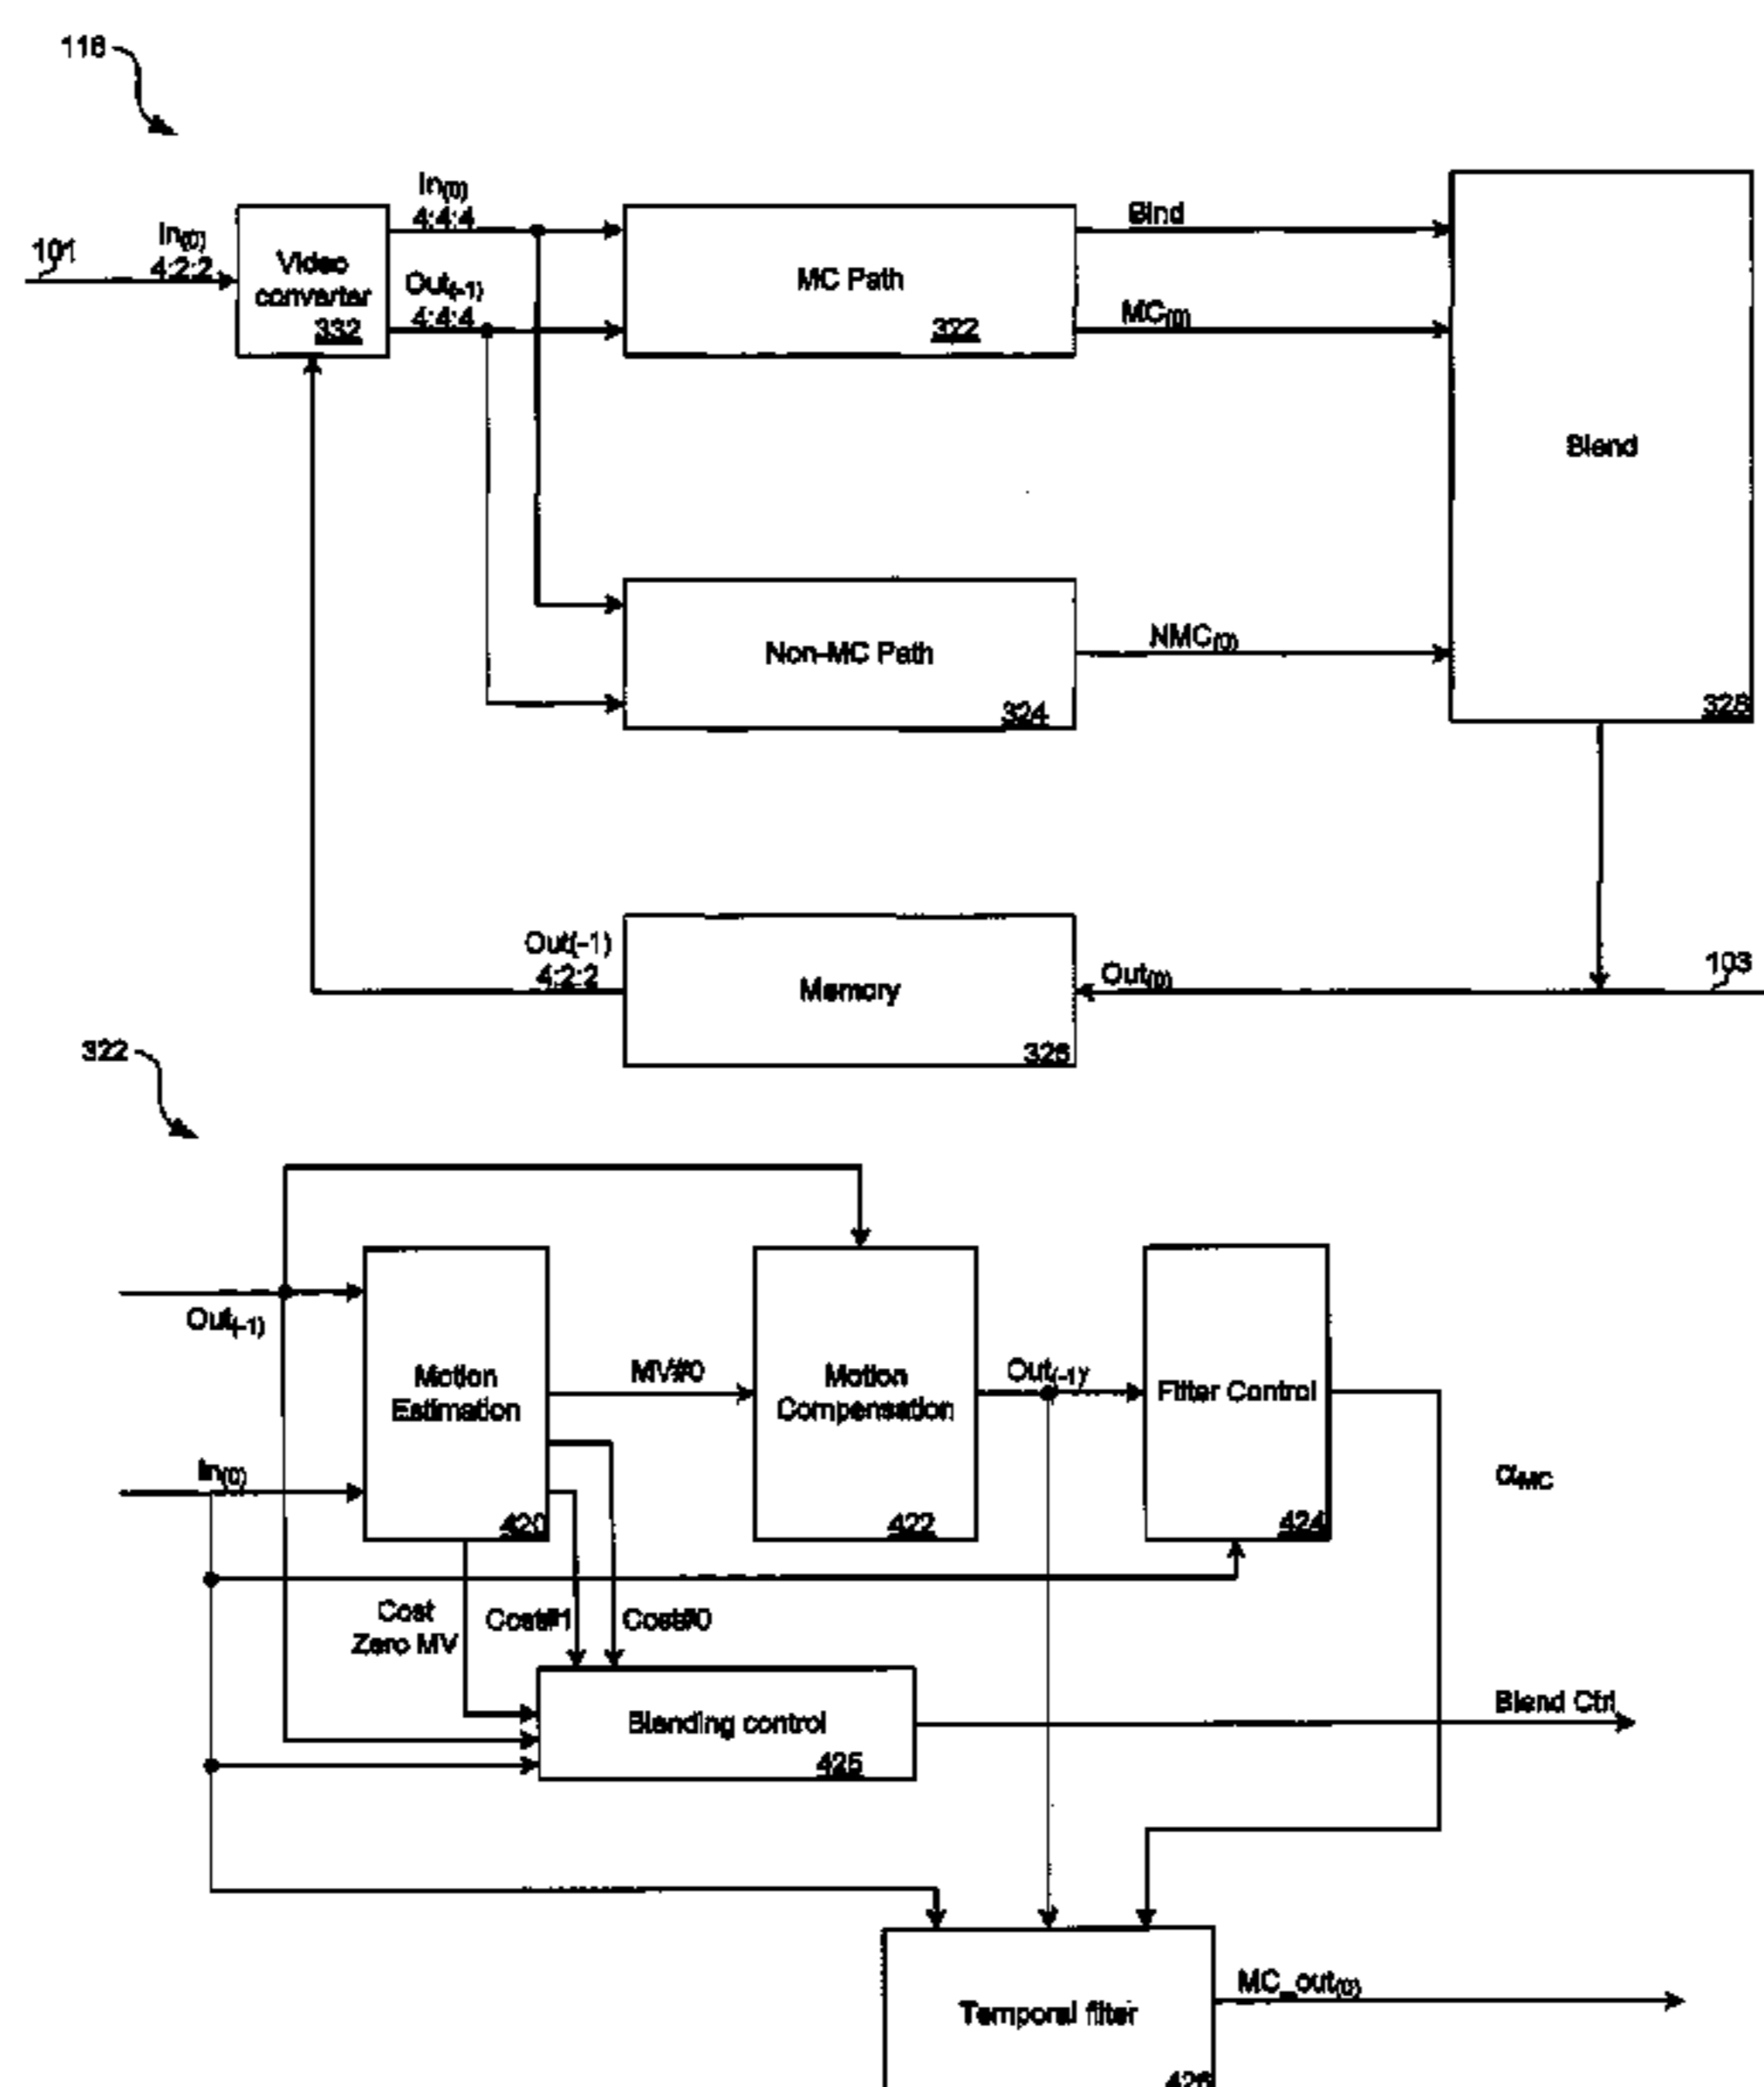 116
101
In(0)
4:2:2
Video
converter
332
In(0)
4:4:4
Out(-1)
4:4:4
MC Path
322
Blnd
MC(0)
Blend
328
Non-MC Path
324
NMC(0)
Out(-1)
4:2:2
Memory
326
Out(0)
103
322
Out(-1)
In(0)
Motion
Estimation
420
MV#0
Motion
Compensation
422
Out(-1)'
Filter Control
424
αMC
Cost
Zero MV
Cost#1
Cost#0
Blending control
425
Blend Ctrl
Temporal filter
426
MC_out(0)